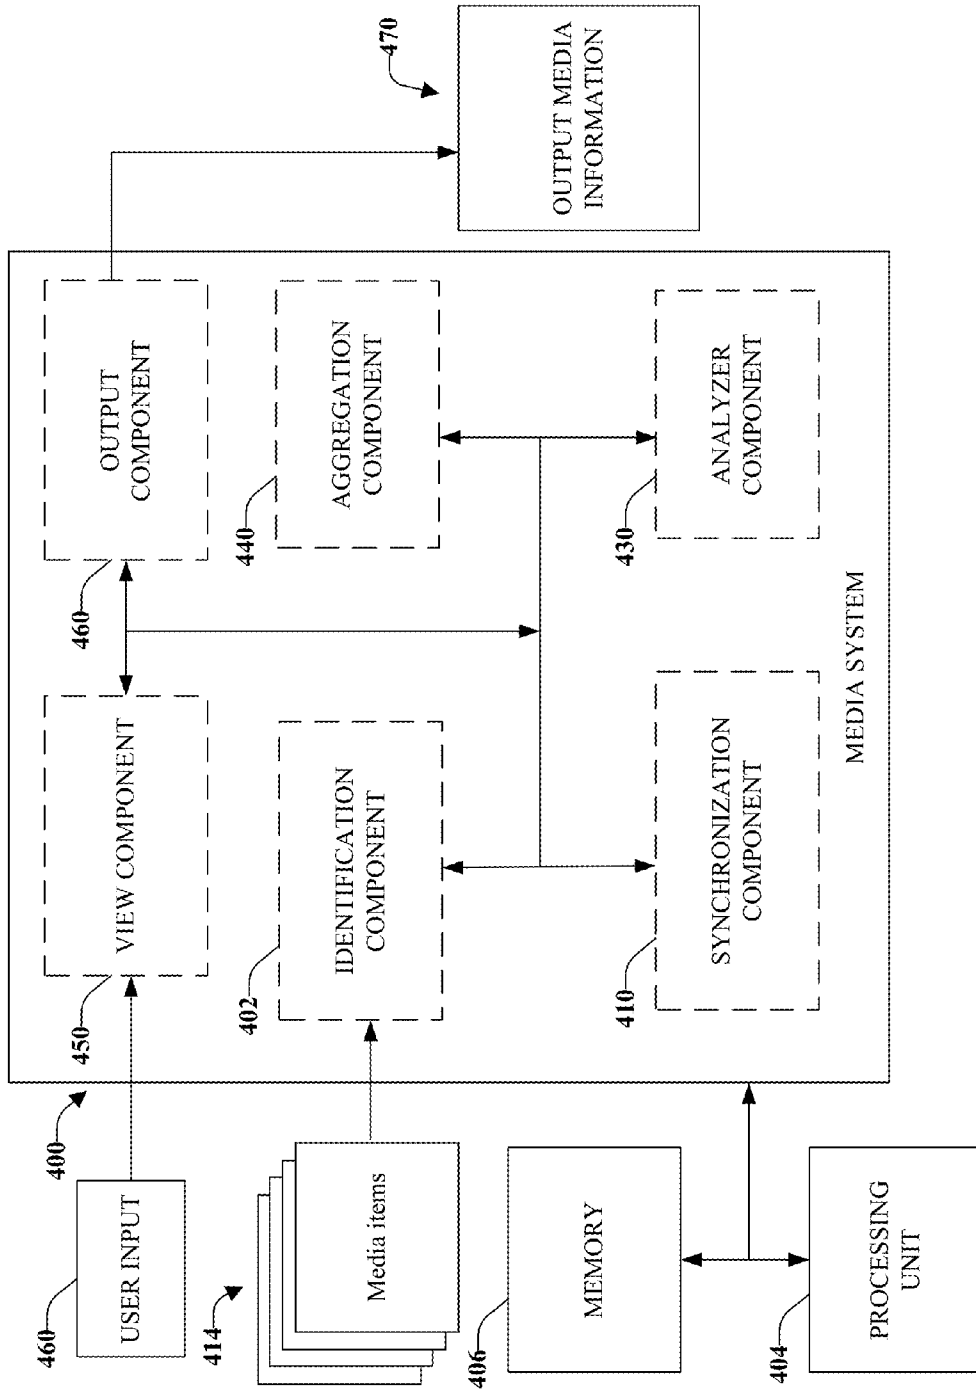 400
460
USER INPUT
450
VIEW COMPONENT
460
OUTPUT
COMPONENT
470
OUTPUT MEDIA
INFORMATION
414
Media items
402
IDENTIFICATION
COMPONENT
440
AGGREGATION
COMPONENT
406
MEMORY
410
SYNCHRONIZATION
COMPONENT
430
ANALYZER
COMPONENT
404
PROCESSING
UNIT
MEDIA SYSTEM